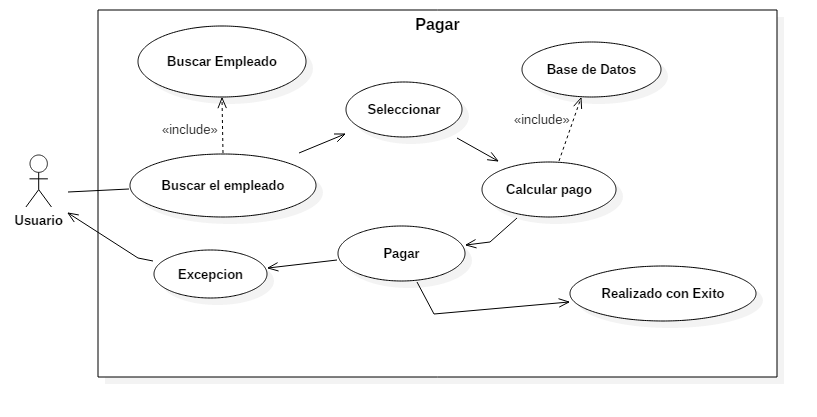 Pagar
Buscar Empleado
Base de Datos
Seleccionar
«include»
«include»
Buscar el empleado
Calcular pago
Usuario
Pagar
Excepcion
Realizado con Exito